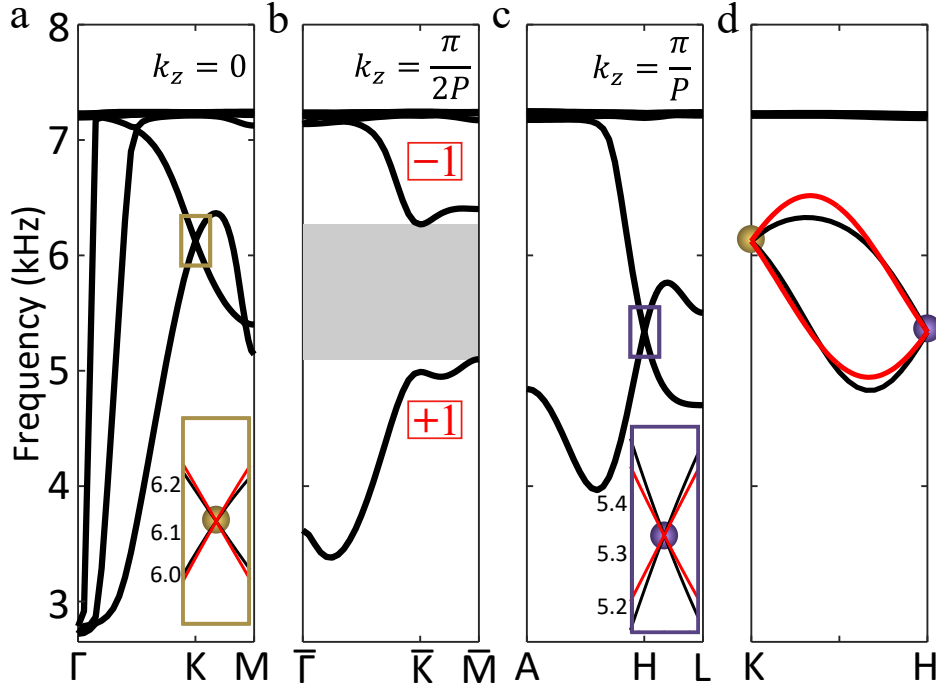 a b c d
8
7
6
5
4
3
Frequency (kHz)
k_z = 0
6.2
6.1
6.0
Γ K M
k_z = π/2P
−1
+1
Γ̅ K̅ M̅
k_z = π/P
5.4
5.3
5.2
A H L
K H